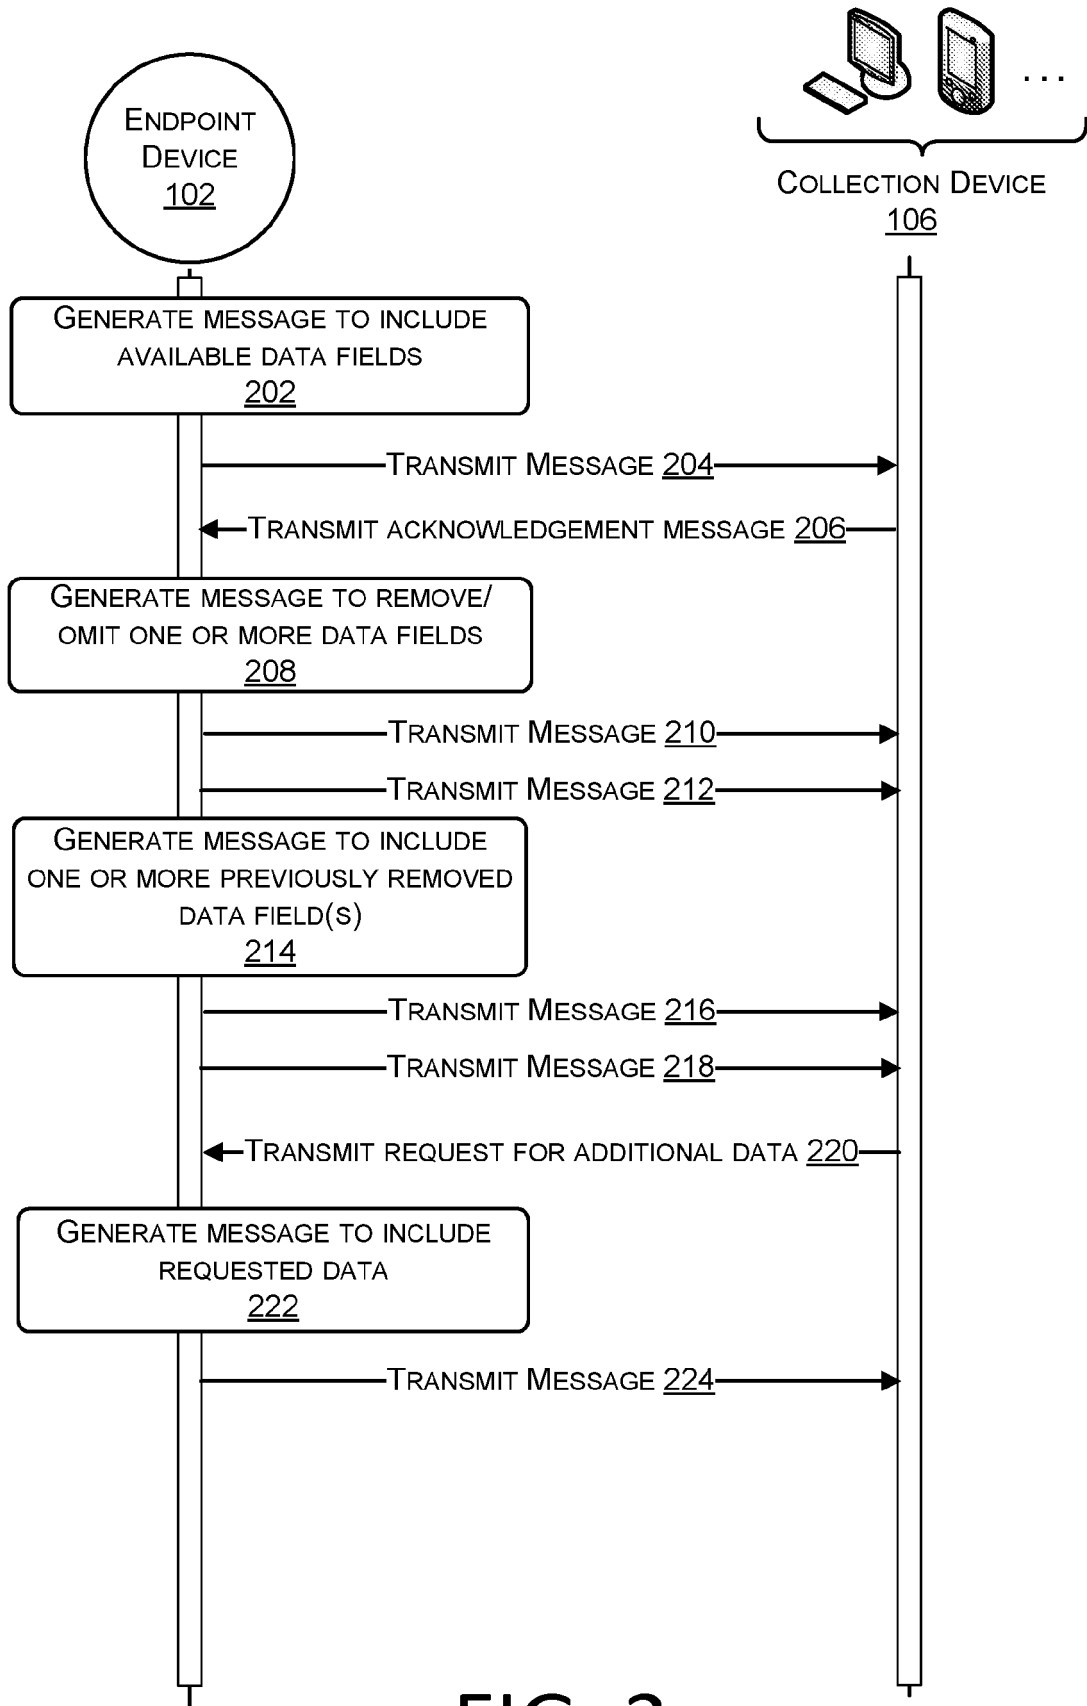 ENDPOINT
DEVICE
102
...
COLLECTION DEVICE
106
GENERATE MESSAGE TO INCLUDE
AVAILABLE DATA FIELDS
202
TRANSMIT MESSAGE 204
TRANSMIT ACKNOWLEDGEMENT MESSAGE 206
GENERATE MESSAGE TO REMOVE/
OMIT ONE OR MORE DATA FIELDS
208
TRANSMIT MESSAGE 210
TRANSMIT MESSAGE 212
GENERATE MESSAGE TO INCLUDE
ONE OR MORE PREVIOUSLY REMOVED
DATA FIELD(S)
214
TRANSMIT MESSAGE 216
TRANSMIT MESSAGE 218
TRANSMIT REQUEST FOR ADDITIONAL DATA 220
GENERATE MESSAGE TO INCLUDE
REQUESTED DATA
222
TRANSMIT MESSAGE 224
FIG.